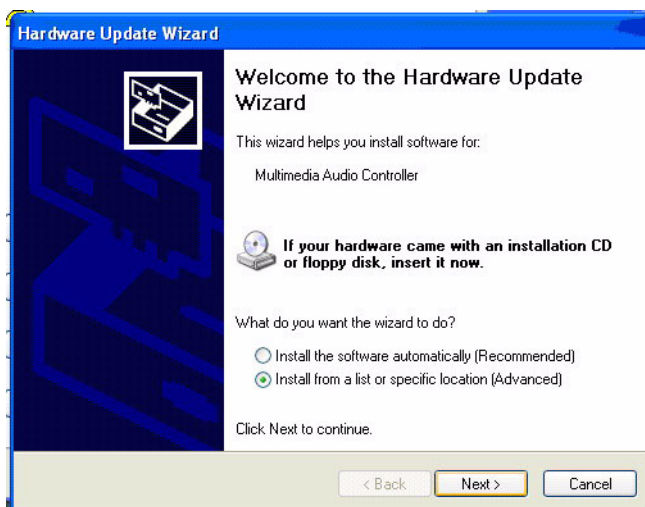 Hardware Update Wizard
Welcome to the Hardware Update
Wizard
This wizard helps you install software for:
Multimedia Audio Controller
If your hardware came with an installation CD
or floppy disk, insert it now.
What do you want the wizard to do?
Install the software automatically (Recommended)
Install from a list or specific location (Advanced)
Click Next to continue.
< Back
Next >
Cancel